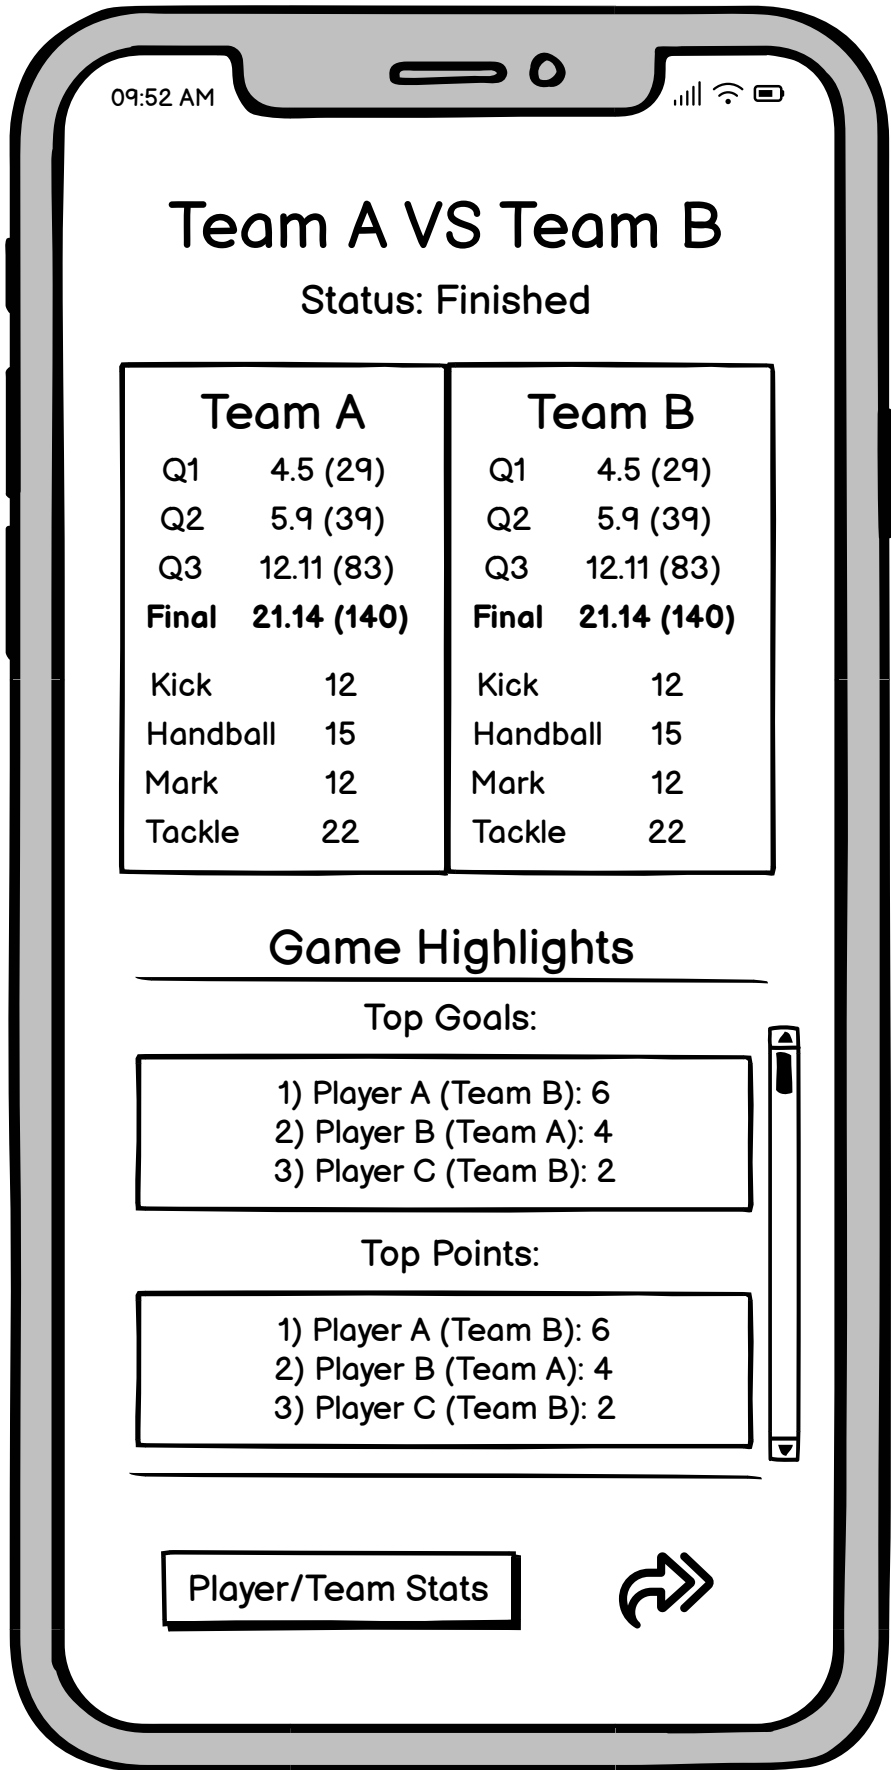 09:52 AM
Team A VS Team B
Status: Finished
Team A
Q1 4.5 (29)
Q2 5.9 (39)
Q3 12.11 (83)
Final 21.14 (140)
Kick 12
Handball 15
Mark 12
Tackle 22
Team B
Q1 4.5 (29)
Q2 5.9 (39)
Q3 12.11 (83)
Final 21.14 (140)
Kick 12
Handball 15
Mark 12
Tackle 22
Game Highlights
Top Goals:
1) Player A (Team B): 6
2) Player B (Team A): 4
3) Player C (Team B): 2
Top Points:
1) Player A (Team B): 6
2) Player B (Team A): 4
3) Player C (Team B): 2
Player/Team Stats